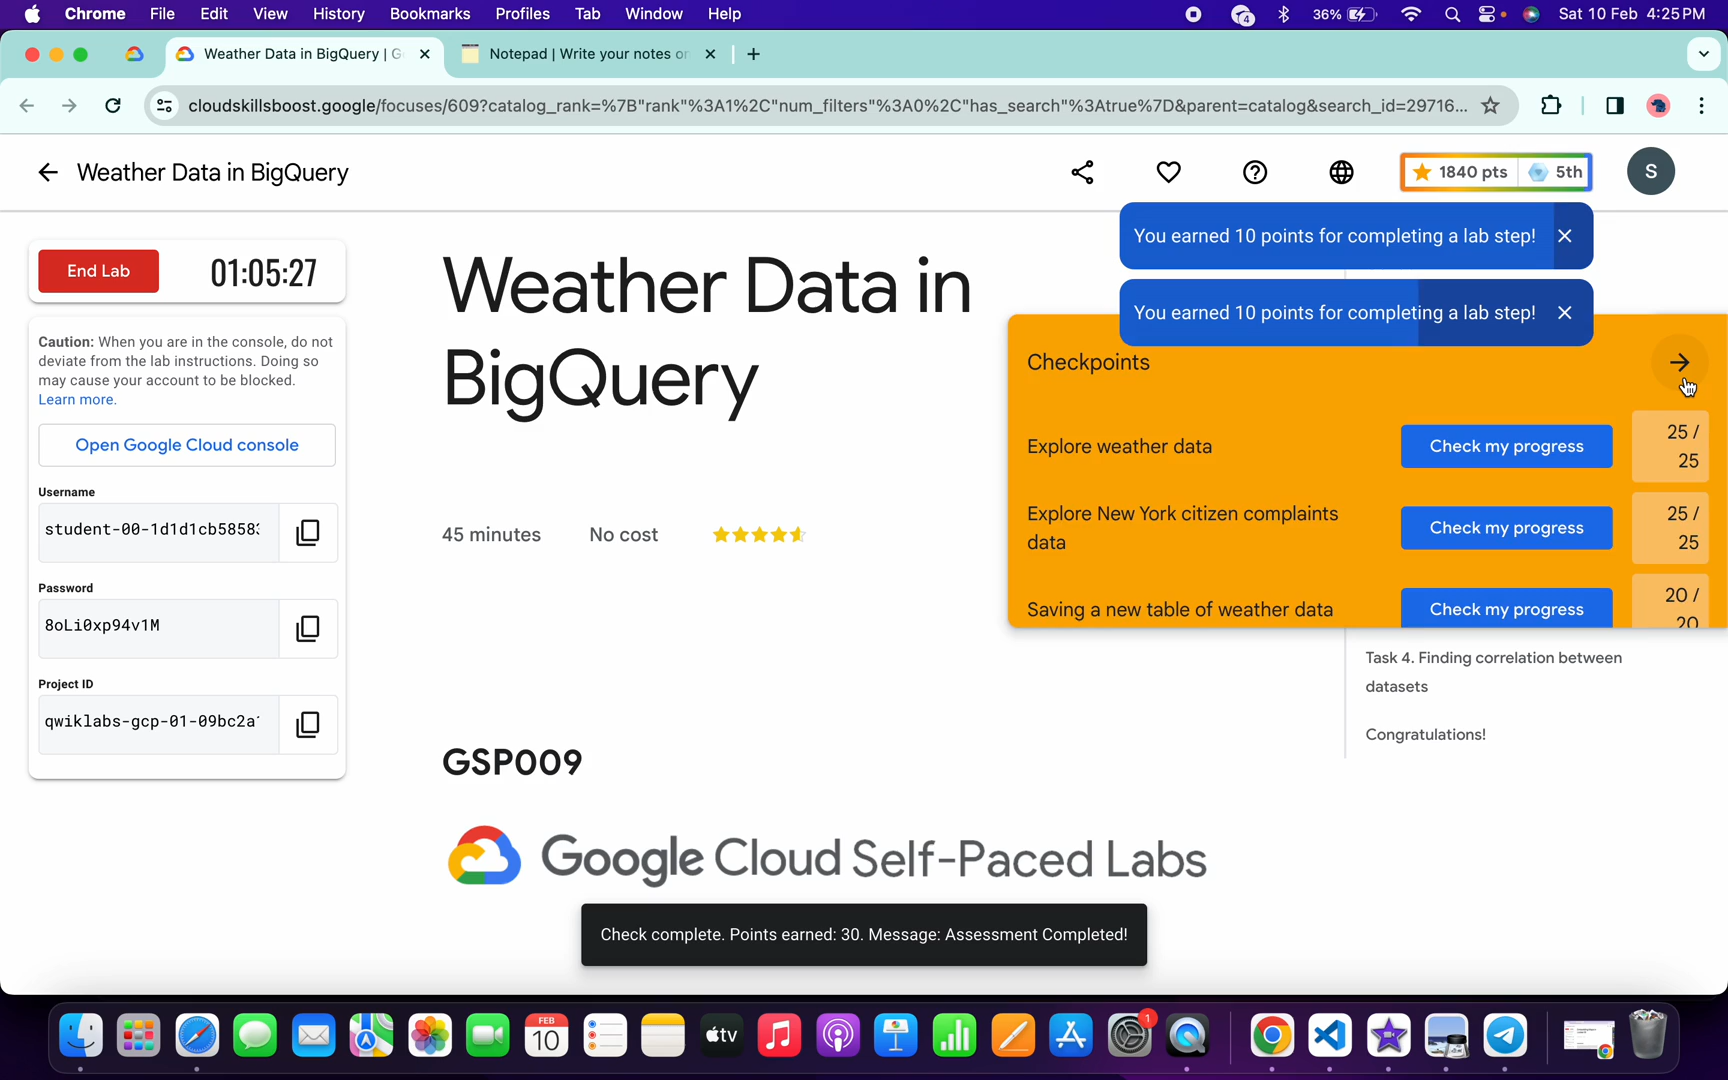 Chrome File Edit View History Bookmarks Profiles Tab Window Help 36% Sat 10 Feb 4:25 PM
Weather Data in BigQuery | G
Notepad | Write your notes or
cloudskillsboost.google/focuses/609?catalog_rank=%7B"rank"%3A1%2C"num_filters"%3A0%2C"has_search"%3Atrue%7D&parent=catalog&search_id=29716...
Weather Data in BigQuery
1840 pts 5th
S
You earned 10 points for completing a lab step!
You earned 10 points for completing a lab step!
End Lab
01:05:27
Caution: When you are in the console, do not
deviate from the lab instructions. Doing so
may cause your account to be blocked.
Learn more.
Open Google Cloud console
Username
student-00-1d1d1cb5858
Password
8oLi0xp94v1M
Project ID
qwiklabs-gcp-01-09bc2a
Weather Data in
BigQuery
45 minutes No cost
GSP009
Google Cloud Self-Paced Labs
Checkpoints
Explore weather data
Check my progress
25 /
25
Explore New York citizen complaints
data
Check my progress
25 /
25
Saving a new table of weather data
Check my progress
20 /
20
Task 4. Finding correlation between
datasets
Congratulations!
Check complete. Points earned: 30. Message: Assessment Completed!
FEB
10
tv
1